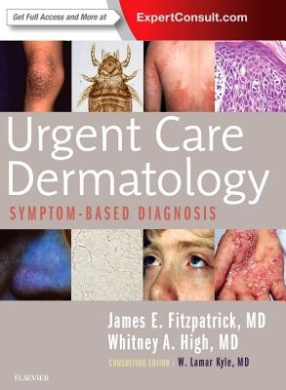 Get Full Access and More at
ExpertConsult.com
Urgent Care
Dermatology
SYMPTOM-BASED DIAGNOSIS
James E. Fitzpatrick, MD
Whitney A. High, MD
CONSULTING EDITOR
W. Lamar Kyle, MD
ELSEVIER